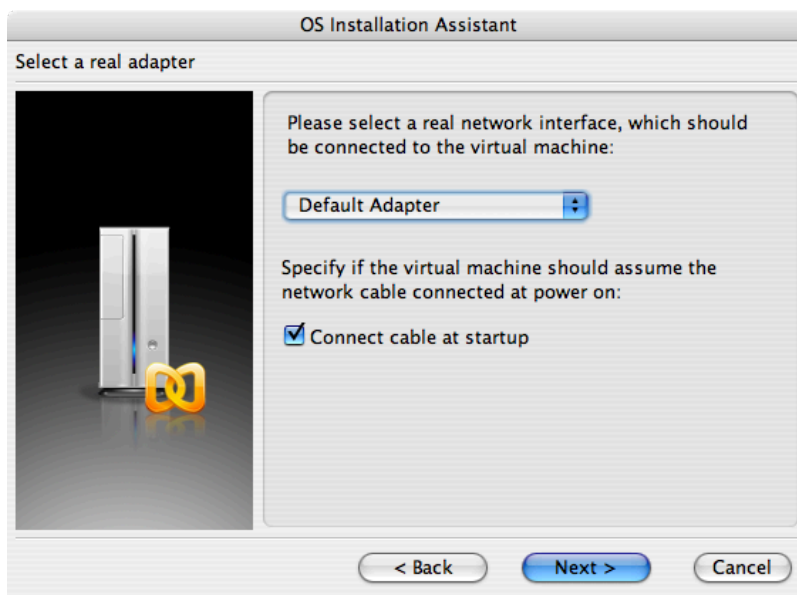 OS Installation Assistant
Select a real adapter
Please select a real network interface, which should
be connected to the virtual machine:
Default Adapter
Specify if the virtual machine should assume the
network cable connected at power on:
Connect cable at startup
< Back
Next >
Cancel